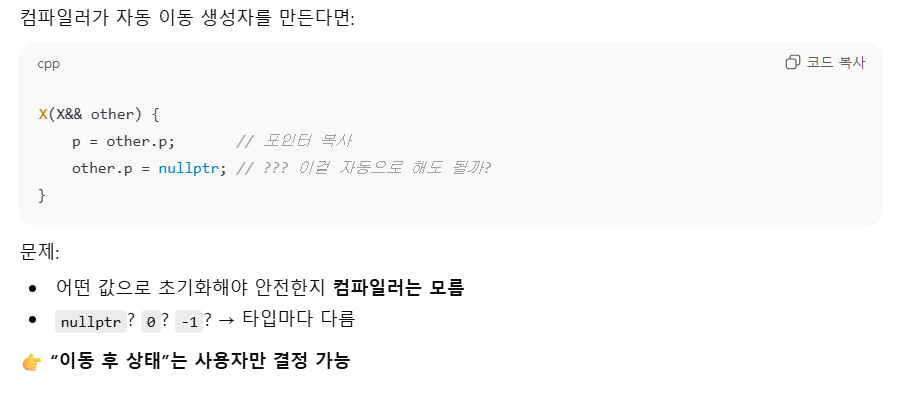 컴파일러가 자동 이동 생성자를 만든다면:
cpp
코드 복사
X(X&& other) {
    p = other.p;       // 포인터 복사
    other.p = nullptr; // ??? 이걸 자동으로 해도 될까?
}
문제:
• 어떤 값으로 초기화해야 안전한지 컴파일러는 모름
• nullptr? 0? -1? → 타입마다 다름
👉 “이동 후 상태”는 사용자만 결정 가능